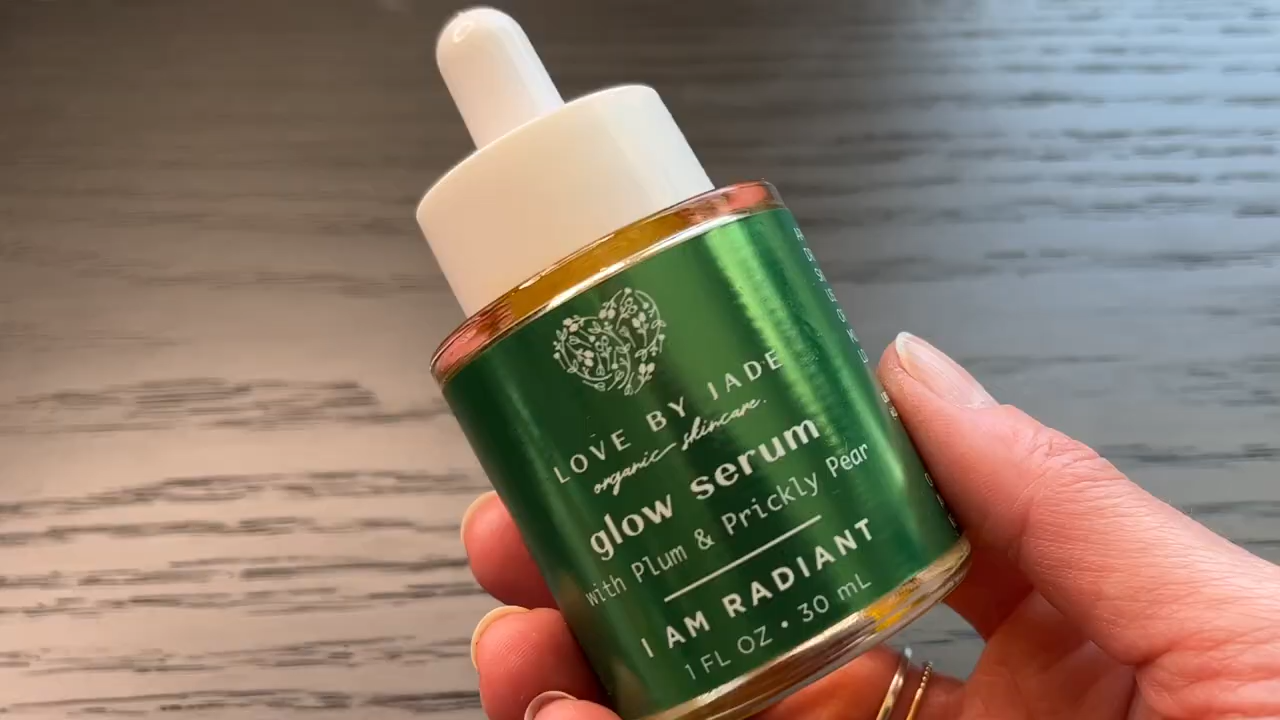 LOVE BY JADE
organic skincare.
glow serum
with Plum & Prickly Pear
I AM RADIANT
1 FL OZ • 30 mL